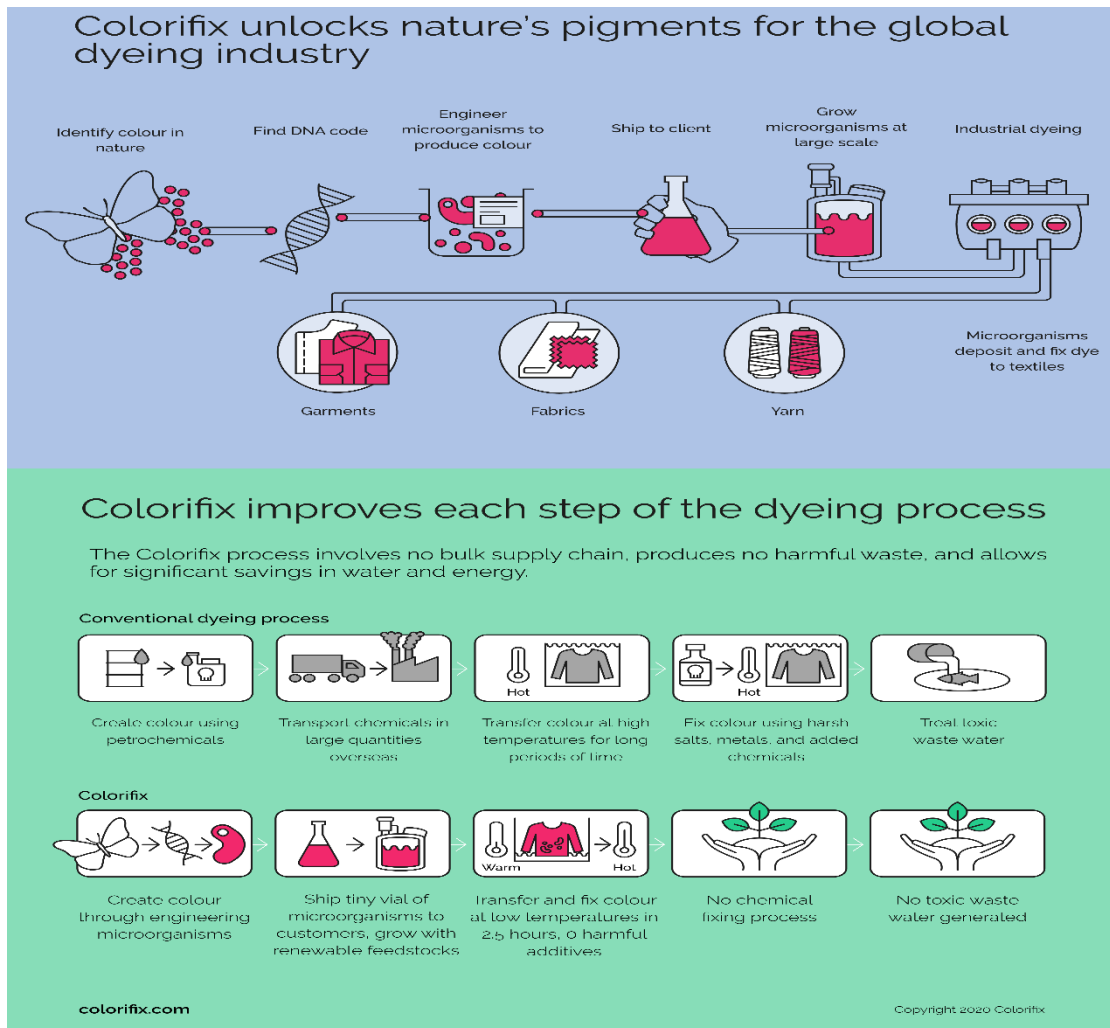 Colorifix unlocks nature's pigments for the global
dyeing industry
Identify colour in
nature
Find DNA code
Engineer
microorganisms to
produce colour
Ship to client
Grow
microorganisms at
large scale
Industrial dyeing
Microorganisms
deposit and fix dye
to textiles
Garments
Fabrics
Yarn
Colorifix improves each step of the dyeing process
The Colorifix process involves no bulk supply chain, produces no harmful waste, and allows
for significant savings in water and energy.
Conventional dyeing process
Hot
Hot
Create colour using
petrochemicals
Transport chemicals in
large quantities
overseas
Transfer colour at high
temperatures for long
periods of time
Fix colour using harsh
salts, metals, and added
chemicals
Treat toxic
waste water
Colorifix
Warm
Hot
Create colour
through engineering
microorganisms
Ship tiny vial of
microorganisms to
customers, grow with
renewable feedstocks
Transfer and fix colour
at low temperatures in
2.5 hours, 0 harmful
additives
No chemical
fixing process
No toxic waste
water generated
colorifix.com
Copyright 2020 Colorifix